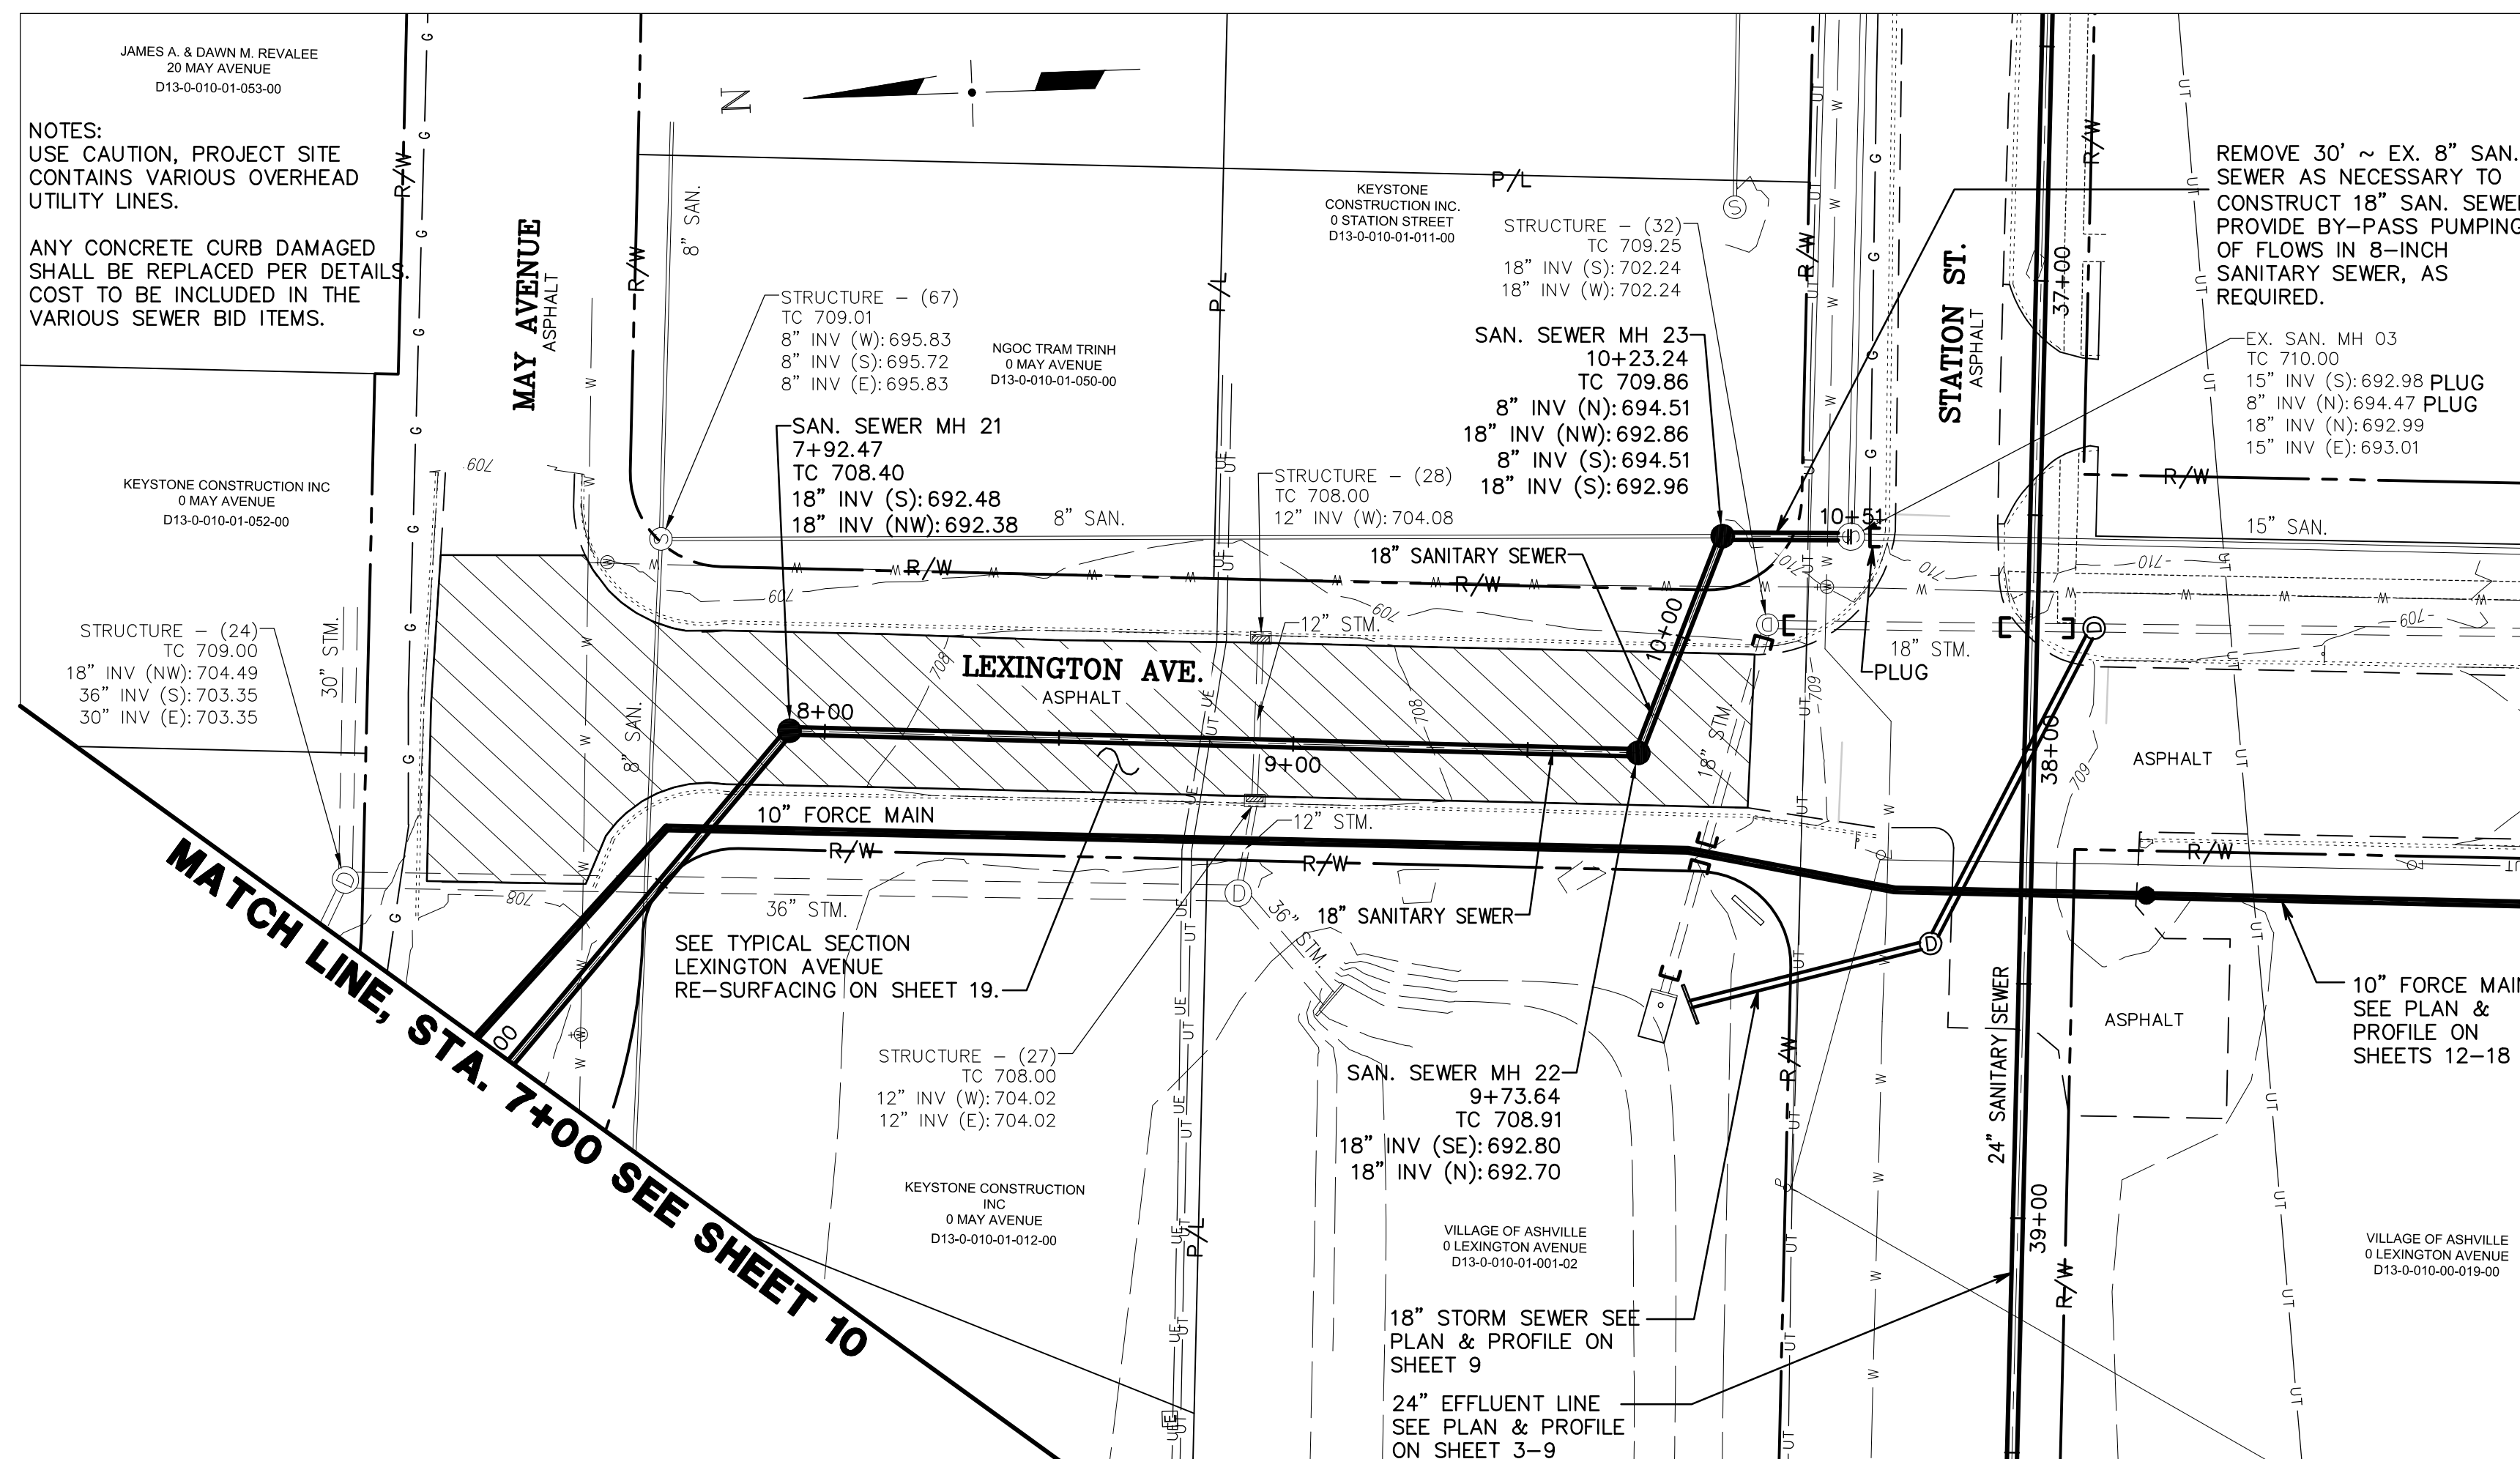 JAMES A. & DAWN M. REVALEE
20 MAY AVENUE
D13-0-010-01-053-00
NOTES:
USE CAUTION, PROJECT SITE
CONTAINS VARIOUS OVERHEAD
UTILITY LINES.
ANY CONCRETE CURB DAMAGED
SHALL BE REPLACED PER DETAILS.
COST TO BE INCLUDED IN THE
VARIOUS SEWER BID ITEMS.
KEYSTONE CONSTRUCTION INC
0 MAY AVENUE
D13-0-010-01-052-00
STRUCTURE – (24)
TC 709.00
18" INV (NW): 704.49
36" INV (S): 703.35
30" INV (E): 703.35
30" STM.
R/W
MAY AVENUE
ASPHALT
R/W
8" SAN.
N
STRUCTURE – (67)
TC 709.01
8" INV (W): 695.83
8" INV (S): 695.72
8" INV (E): 695.83
NGOC TRAM TRINH
0 MAY AVENUE
D13-0-010-01-050-00
SAN. SEWER MH 21
7+92.47
TC 708.40
18" INV (S): 692.48
18" INV (NW): 692.38
8" SAN.
P/L
P/L
KEYSTONE
CONSTRUCTION INC.
0 STATION STREET
D13-0-010-01-011-00
STRUCTURE – (32)
TC 709.25
18" INV (S): 702.24
18" INV (W): 702.24
SAN. SEWER MH 23
10+23.24
TC 709.86
8" INV (N): 694.51
18" INV (NW): 692.86
8" INV (S): 694.51
18" INV (S): 692.96
STRUCTURE – (28)
TC 708.00
12" INV (W): 704.08
18" SANITARY SEWER
R/W
STATION ST.
ASPHALT
37+00
R/W
REMOVE 30' ~ EX. 8" SAN.
SEWER AS NECESSARY TO
CONSTRUCT 18" SAN. SEWER
PROVIDE BY–PASS PUMPING
OF FLOWS IN 8–INCH
SANITARY SEWER, AS
REQUIRED.
EX. SAN. MH 03
TC 710.00
15" INV (S): 692.98 PLUG
8" INV (N): 694.47 PLUG
18" INV (N): 692.99
15" INV (E): 693.01
R/W
15" SAN.
10+51
709
709
R/W
R/W
709
710
710
710
709
12" STM.
708
LEXINGTON AVE.
ASPHALT
708
10+00
18" STM.
PLUG
8+00
9+00
8" SAN.
18" STM.
709
38+00
709
ASPHALT
10" FORCE MAIN
12" STM.
R/W
R/W
R/W
708
36" STM.
36" STM.
18" SANITARY SEWER
SEE TYPICAL SECTION
LEXINGTON AVENUE
RE–SURFACING ON SHEET 19.
00
MATCH LINE, STA. 7+00 SEE SHEET 10
STRUCTURE – (27)
TC 708.00
12" INV (W): 704.02
12" INV (E): 704.02
SAN. SEWER MH 22
9+73.64
TC 708.91
18" INV (SE): 692.80
18" INV (N): 692.70
R/W
24" SANITARY SEWER
ASPHALT
10" FORCE MAIN
SEE PLAN &
PROFILE ON
SHEETS 12–18
KEYSTONE CONSTRUCTION
INC
0 MAY AVENUE
D13-0-010-01-012-00
P/L
VILLAGE OF ASHVILLE
0 LEXINGTON AVENUE
D13-0-010-01-001-02
39+00
R/W
VILLAGE OF ASHVILLE
0 LEXINGTON AVENUE
D13-0-010-00-019-00
18" STORM SEWER SEE
PLAN & PROFILE ON
SHEET 9
24" EFFLUENT LINE
SEE PLAN & PROFILE
ON SHEET 3–9